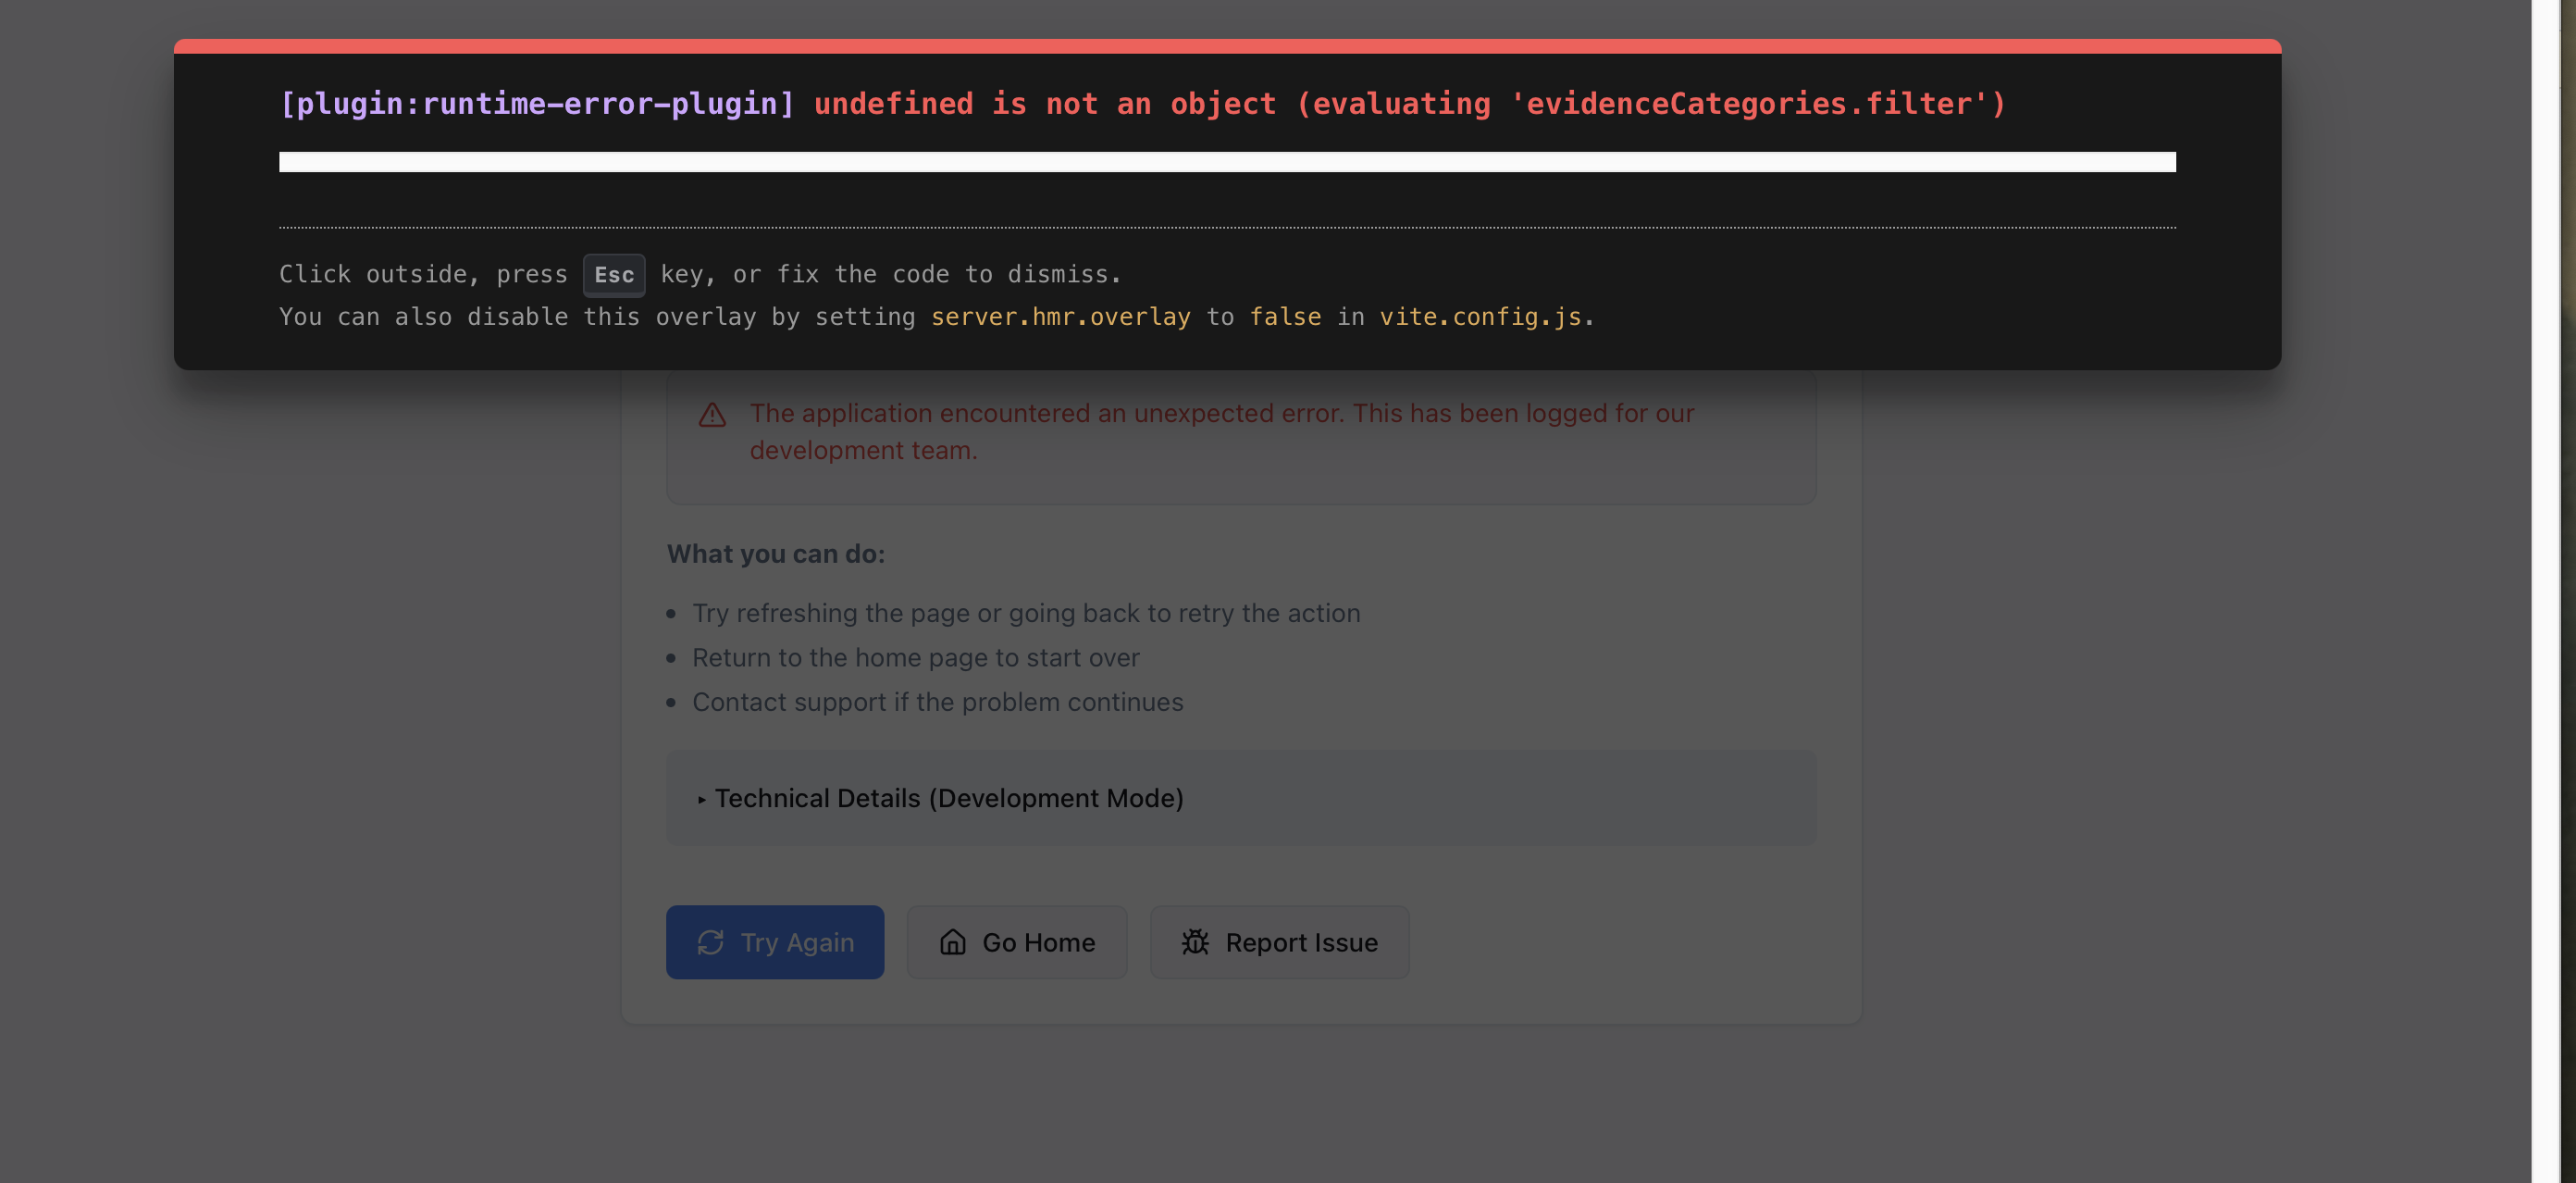 [plugin:runtime-error-plugin] undefined is not an object (evaluating 'evidenceCategories.filter')
Click outside, press Esc key, or fix the code to dismiss.
You can also disable this overlay by setting server.hmr.overlay to false in vite.config.js.
The application encountered an unexpected error. This has been logged for our
development team.
What you can do:
• Try refreshing the page or going back to retry the action
• Return to the home page to start over
• Contact support if the problem continues
▸ Technical Details (Development Mode)
Try Again Go Home Report Issue